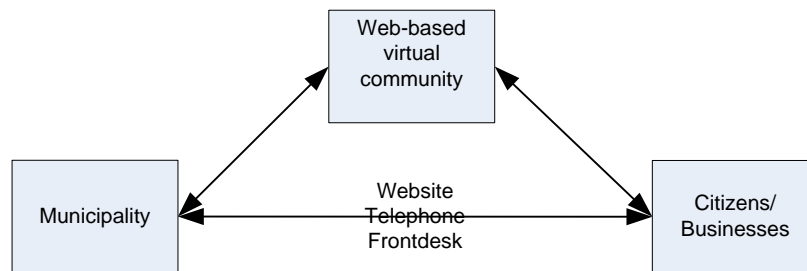 Web-based
virtual
community
Municipality
Website
Telephone
Frontdesk
Citizens/
Businesses